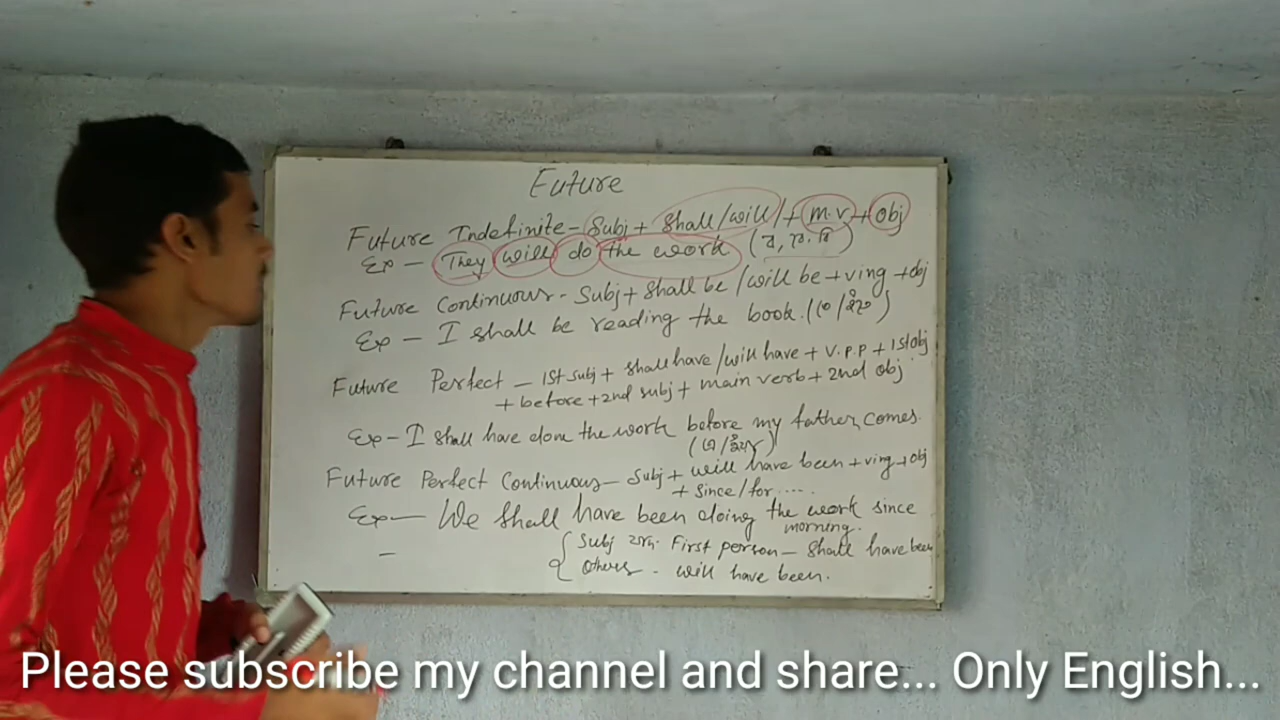 Future
Future Indefinite - Subj + Shall/will/ + m.v + obj
Ex - They will do the work
Future Continuous - Subj + Shall be / will be + ving + obj
Ex - I shall be reading the book.
Future Perfect - 1st subj + shall have / will have + V.P.P + 1st obj
+ before + 2nd subj + main verb + 2nd obj
Ex - I shall have done the work before my father comes.
Future Perfect Continuous - Subj + will have been + ving + obj
+ since/for .....
Ex - We shall have been doing the work since
morning.
Subj First person - Shall have been
Others - will have been.
Please subscribe my channel and share... Only English...